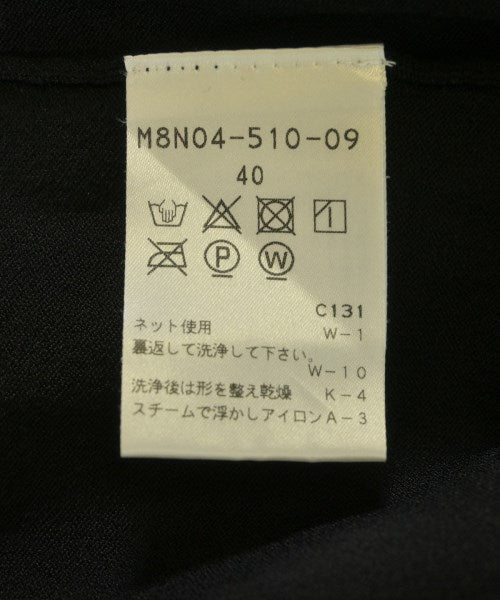 M8N04-510-09
40
P W
C131
ネット使用 W-1
裏返して洗浄して下さい。
W-10
洗浄後は形を整え乾燥 K-4
スチームで浮かしアイロンA-3